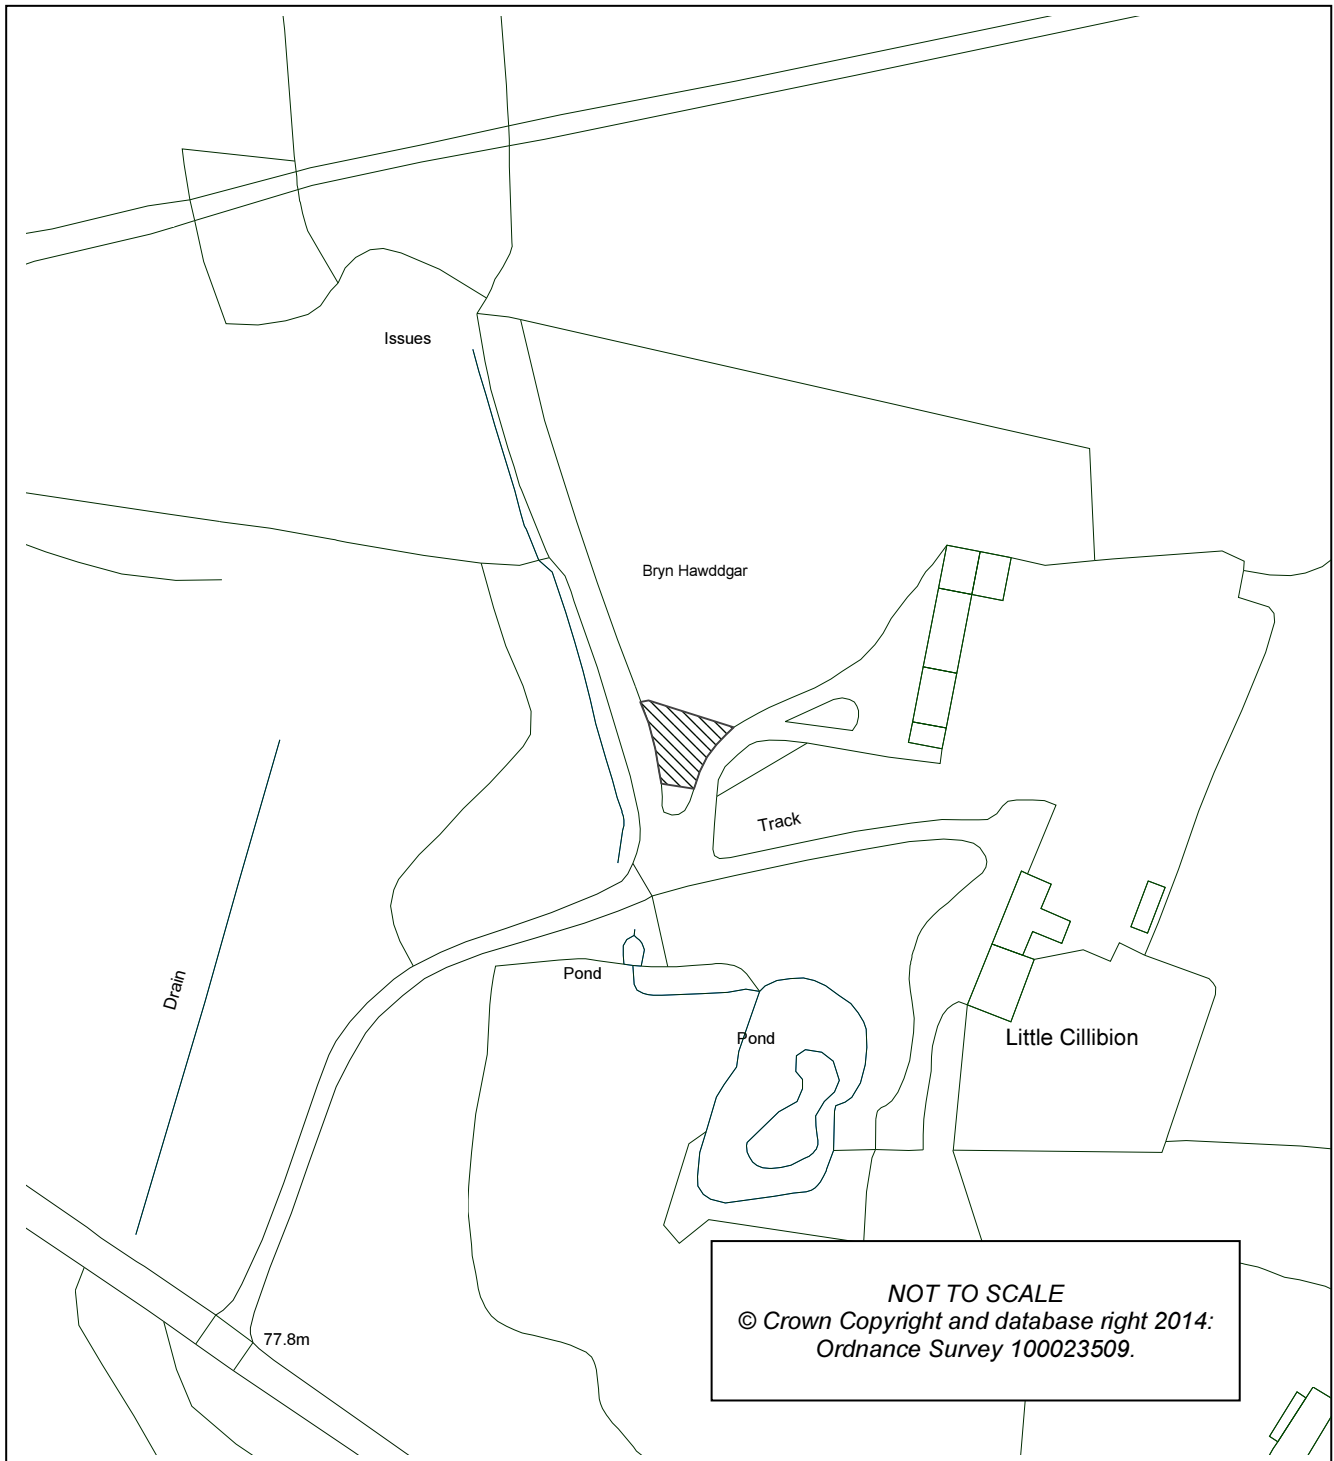 Issues
Bryn Hawddgar
Track
Drain
Pond
Pond
Little Cillibion
77.8m
NOT TO SCALE
© Crown Copyright and database right 2014:
Ordnance Survey 100023509.